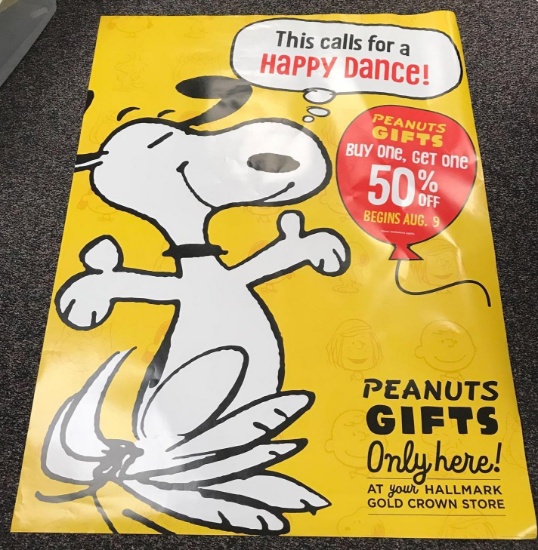 This calls for a
HAPPY DANCE!
PEANUTS
GIFTS
BUY ONE, GET ONE
50%
OFF
BEGINS AUG. 9
PEANUTS
GIFTS
Only here!
AT your HALLMARK
GOLD CROWN STORE